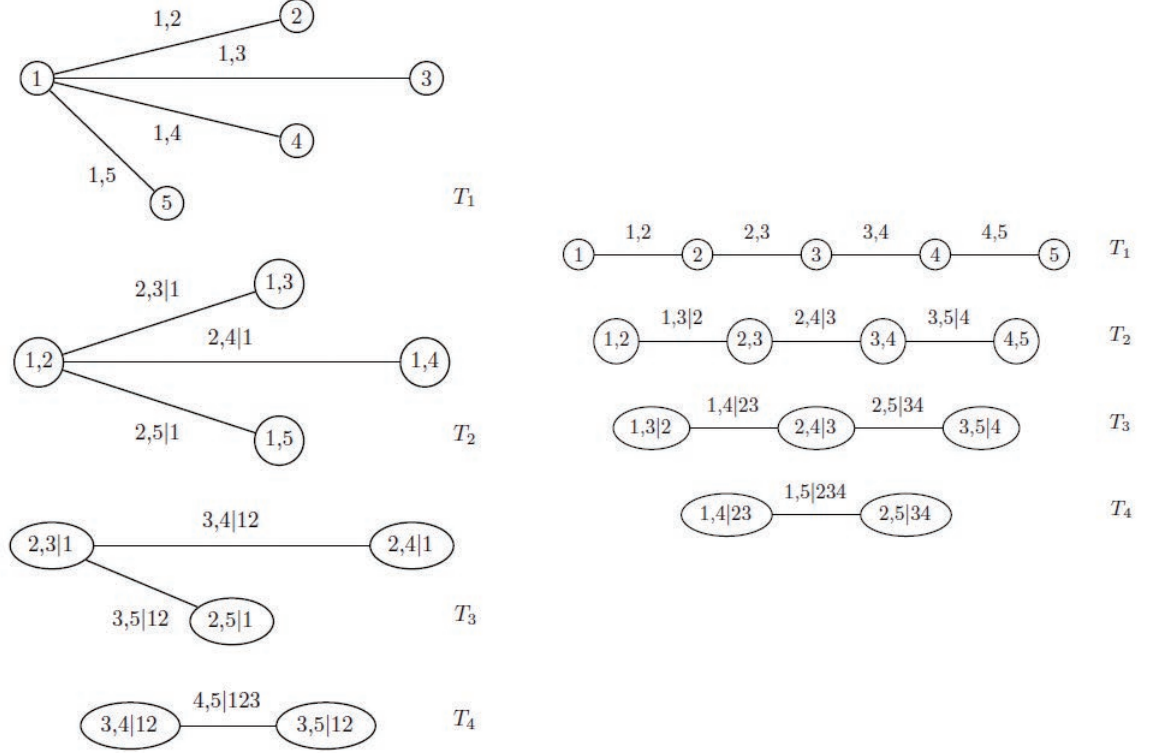 1,2
2
1,3
1
3
1,4
4
1,5
5
T₁
2,3|1
1,3
2,4|1
1,2
1,4
2,5|1
1,5
T₂
3,4|12
2,3|1
2,4|1
3,5|12
2,5|1
T₃
4,5|123
3,4|12
3,5|12
T₄
1,2 2,3 3,4 4,5
1 2 3 4 5 T₁
1,3|2 2,4|3 3,5|4
1,2 2,3 3,4 4,5 T₂
1,4|23 2,5|34
1,3|2 2,4|3 3,5|4 T₃
1,5|234
1,4|23 2,5|34 T₄